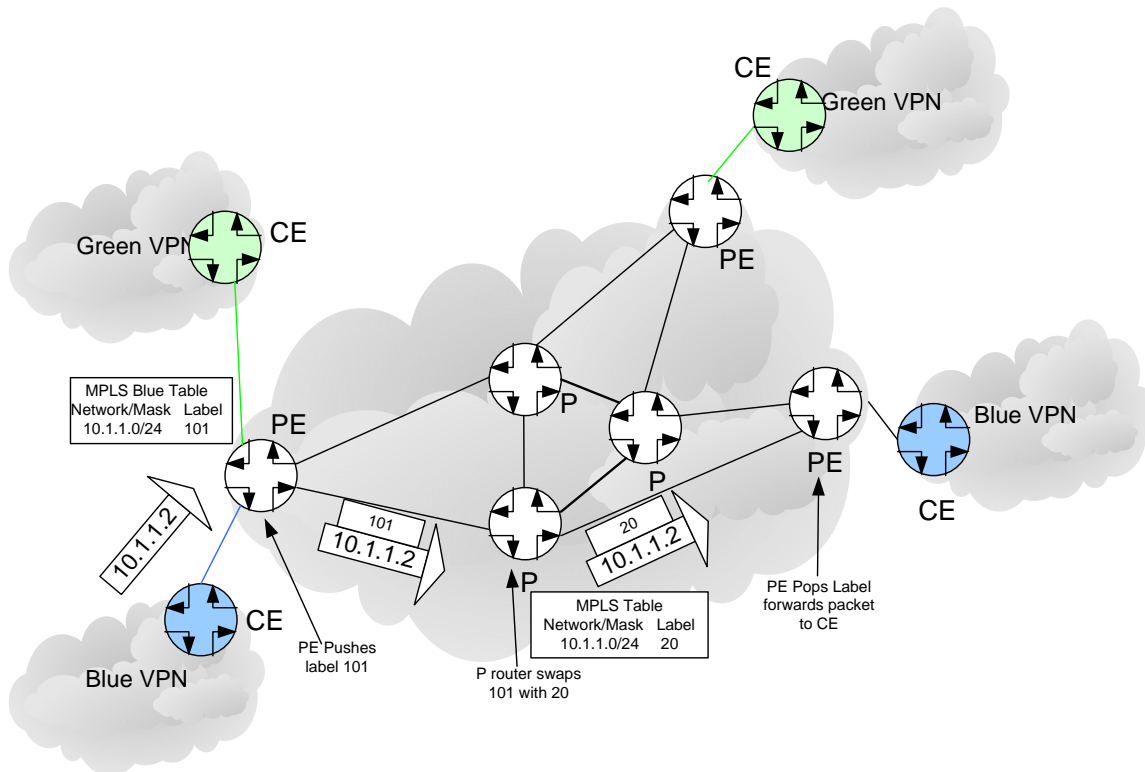 CE
Green VPN
Green VPN
CE
PE
MPLS Blue Table
Network/Mask Label
10.1.1.0/24 101
PE
P
PE
Blue VPN
CE
P
10.1.1.2
101
10.1.1.2
20
10.1.1.2
P
CE
Blue VPN
PE Pushes
label 101
P router swaps
101 with 20
MPLS Table
Network/Mask Label
10.1.1.0/24 20
PE Pops Label
forwards packet
to CE